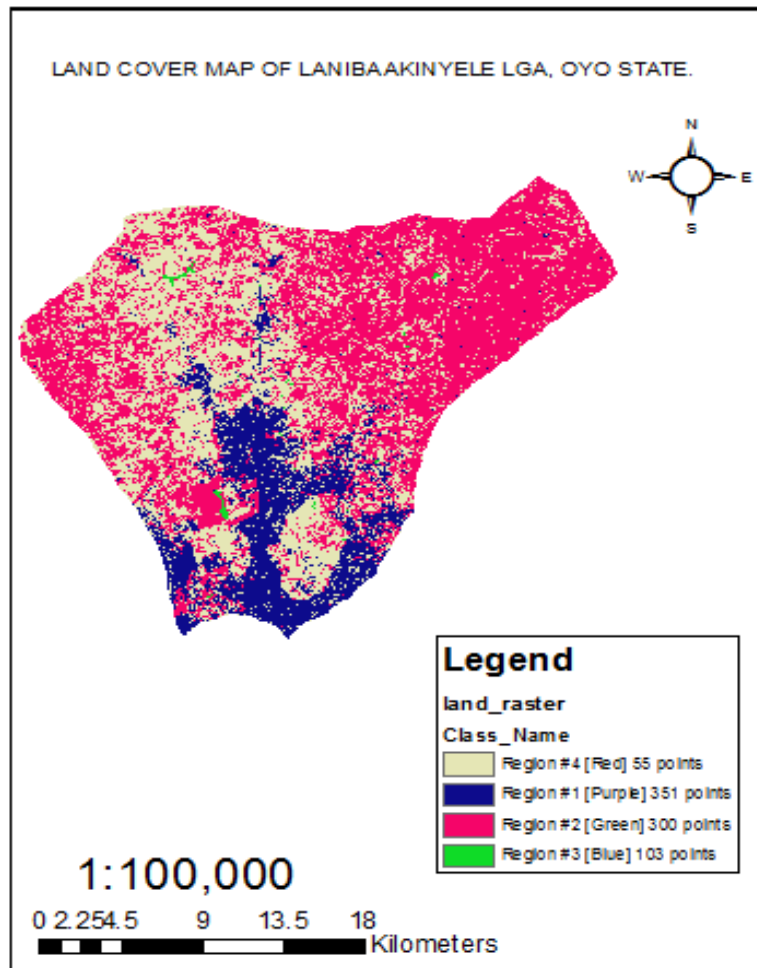 LAND COVER MAP OF LANIBAAKINYELE LGA, OYO STATE.
N
W E
S
Legend
land_raster
Class_Name
Region #4 [Red] 55 points
Region #1 [Purple] 351 points
Region #2 [Green] 300 points
Region #3 [Blue] 103 points
1:100,000
0 2.254.5 9 13.5 18
Kilometers